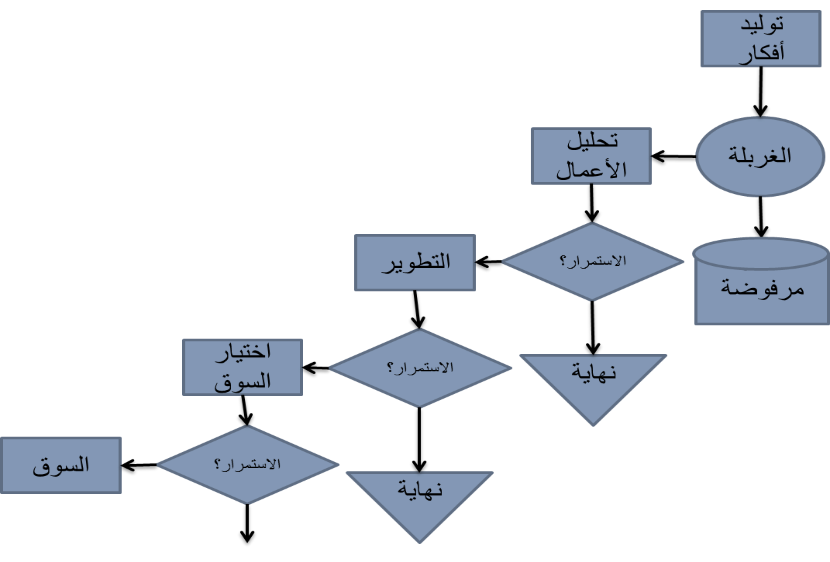 توليد
أفكار
الغربلة
تحليل
الأعمال
مرفوضة
الاستمرار؟
التطوير
نهاية
الاستمرار؟
اختيار
السوق
نهاية
الاستمرار؟
السوق